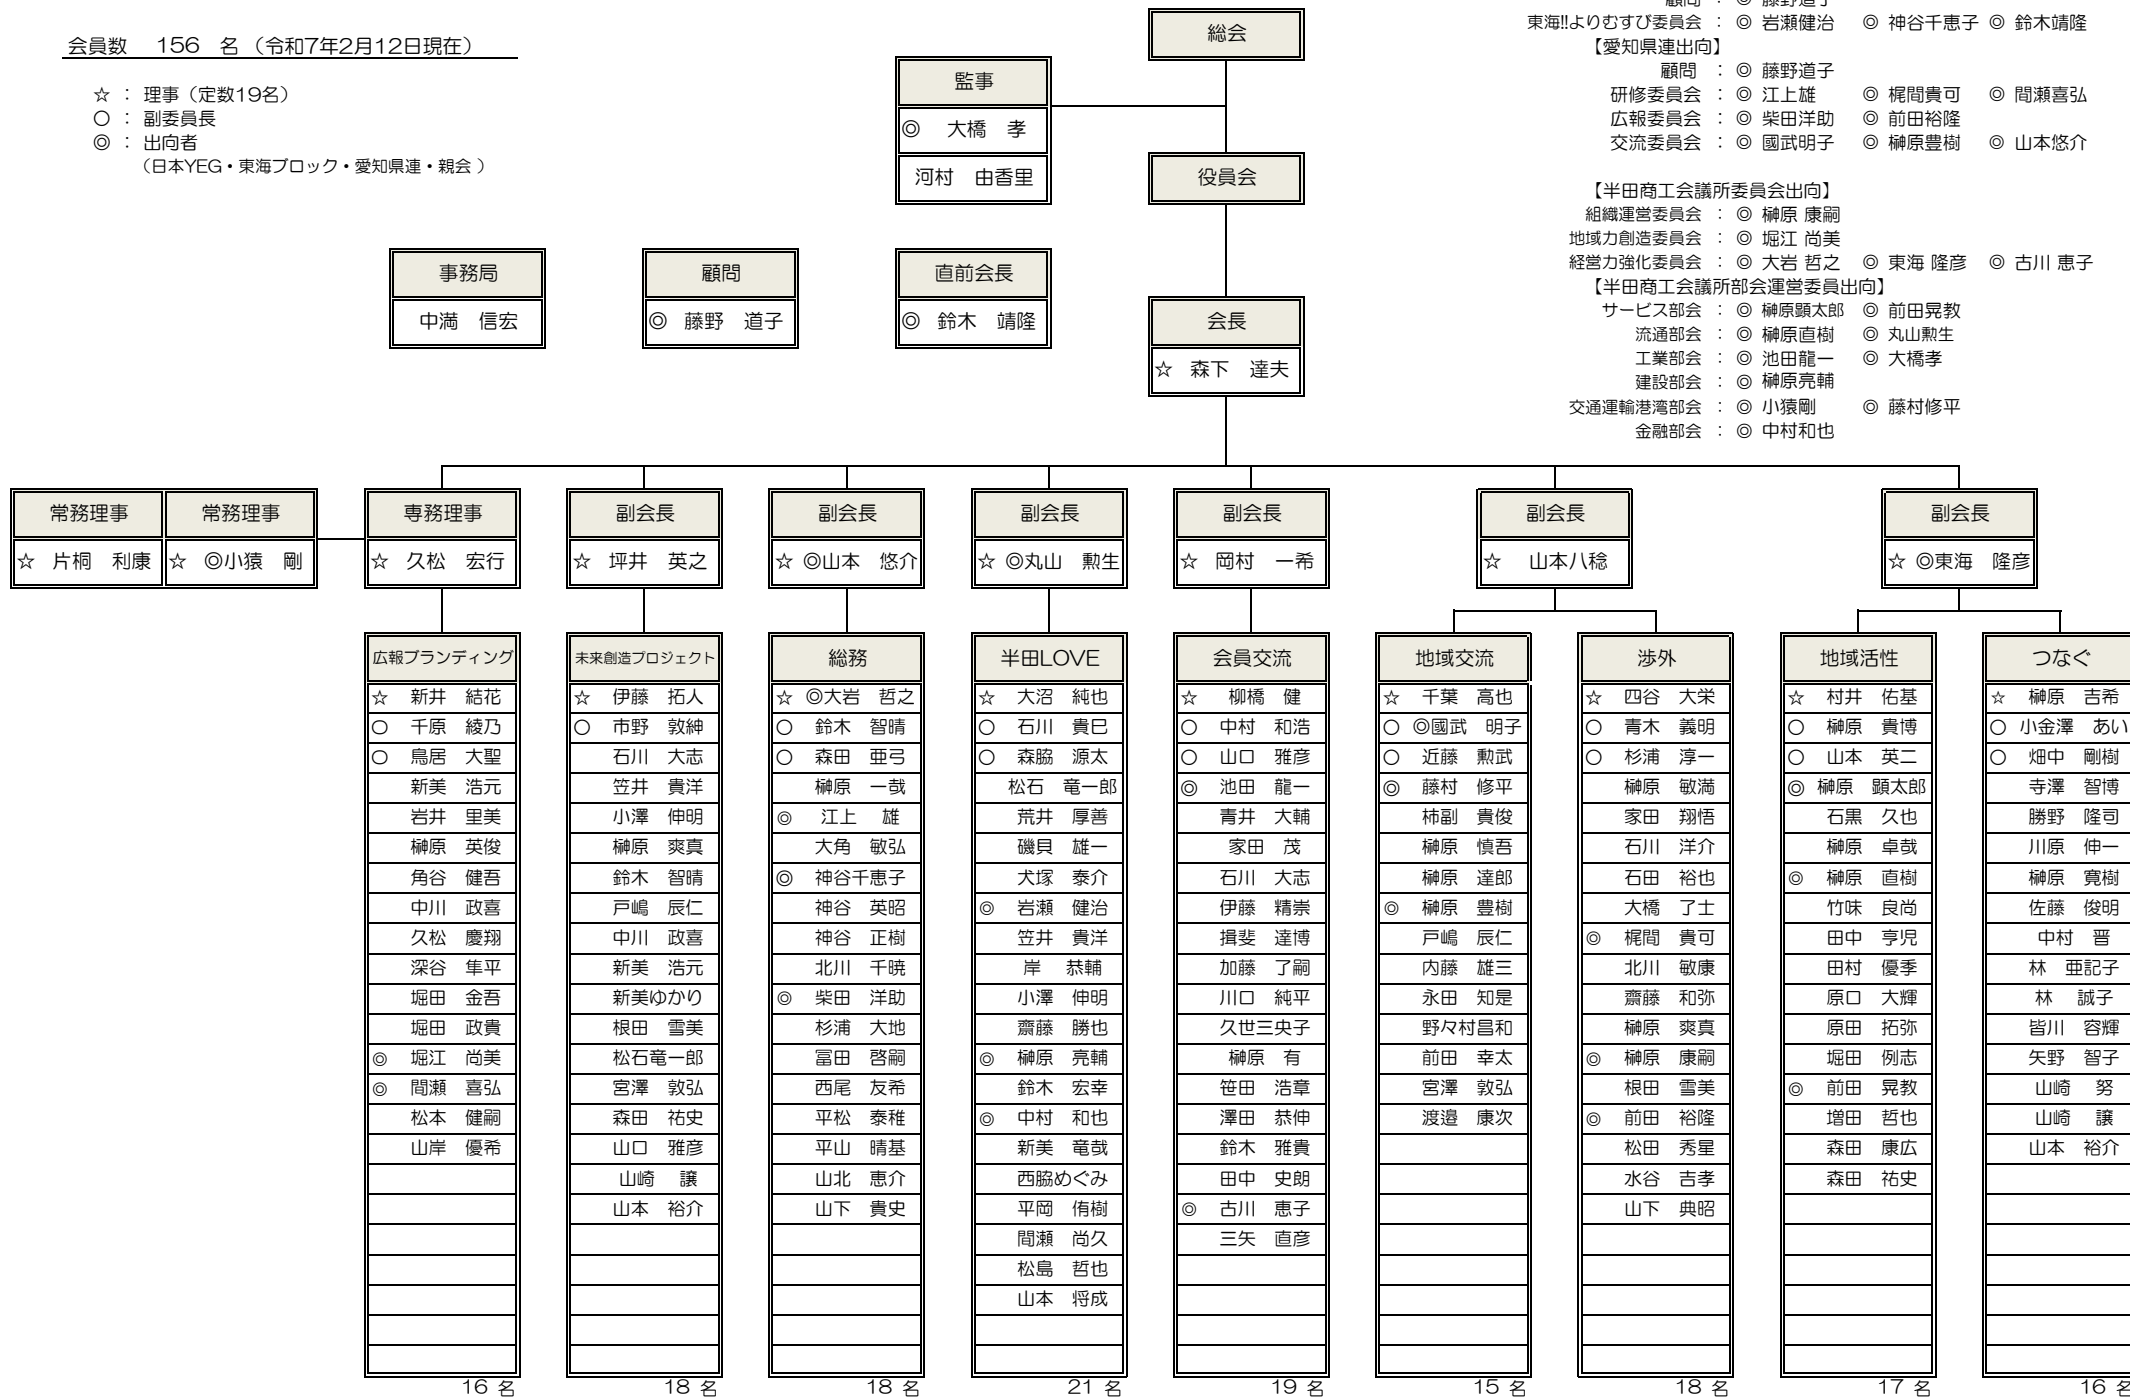 会員数　156　名 （令和7年2月12日現在）
☆ ： 理事（定数19名）
○ ： 副委員長
◎ ： 出向者
（日本YEG・東海ブロック・愛知県連・親会 ）
顧問 ： ◎ 藤野道子
東海!!よりむすび委員会 ： ◎ 岩瀬健治 ◎ 神谷千恵子 ◎ 鈴木靖隆
【愛知県連出向】
顧問 ： ◎ 藤野道子
研修委員会 ： ◎ 江上雄 ◎ 梶間貴可 ◎ 間瀬喜弘
広報委員会 ： ◎ 柴田洋助 ◎ 前田裕隆
交流委員会 ： ◎ 國武明子 ◎ 榊原豊樹 ◎ 山本悠介
【半田商工会議所委員会出向】
組織運営委員会 ： ◎ 榊原 康嗣
地域力創造委員会 ： ◎ 堀江 尚美
経営力強化委員会 ： ◎ 大岩 哲之 ◎ 東海 隆彦 ◎ 古川 恵子
【半田商工会議所部会運営委員出向】
サービス部会 ： ◎ 榊原顕太郎 ◎ 前田晃教
流通部会 ： ◎ 榊原直樹 ◎ 丸山勲生
工業部会 ： ◎ 池田龍一 ◎ 大橋孝
建設部会 ： ◎ 榊原亮輔
交通運輸港湾部会 ： ◎ 小猿剛 ◎ 藤村修平
金融部会 ： ◎ 中村和也
総会
監事
◎ 大橋　孝
河村　由香里
役員会
事務局
中満　信宏
顧問
◎ 藤野　道子
直前会長
◎ 鈴木　靖隆
会長
☆ 森下　達夫
常務理事
☆ 片桐　利康
常務理事
☆ ◎小猿　剛
専務理事
☆ 久松　宏行
副会長
☆ 坪井　英之
副会長
☆ ◎山本　悠介
副会長
☆ ◎丸山　勲生
副会長
☆ 岡村　一希
副会長
☆ 山本八稔
副会長
☆ ◎東海　隆彦
広報ブランディング
☆ 新井　結花
○ 千原　綾乃
○ 鳥居　大聖
新美　浩元
岩井　里美
榊原　英俊
角谷　健吾
中川　政喜
久松　慶翔
深谷　隼平
堀田　金吾
堀田　政貴
◎ 堀江　尚美
◎ 間瀬　喜弘
松本　健嗣
山岸　優希
16 名
未来創造プロジェクト
☆ 伊藤　拓人
○ 市野　敦紳
石川　大志
笠井　貴洋
小澤　伸明
榊原　爽真
鈴木　智晴
戸嶋　辰仁
中川　政喜
新美　浩元
新美ゆかり
根田　雪美
松石竜一郎
宮澤　敦弘
森田　祐史
山口　雅彦
山崎　譲
山本　裕介
18 名
総務
☆ ◎大岩　哲之
○ 鈴木　智晴
○ 森田　亜弓
榊原　一哉
◎ 江上　雄
大角　敏弘
◎ 神谷千恵子
神谷　英昭
神谷　正樹
北川　千暁
◎ 柴田　洋助
杉浦　大地
冨田　啓嗣
西尾　友希
平松　泰稚
平山　晴基
山北　恵介
山下　貴史
18 名
半田LOVE
☆ 大沼　純也
○ 石川　貴巳
○ 森脇　源太
松石　竜一郎
荒井　厚善
磯貝　雄一
犬塚　泰介
◎ 岩瀬　健治
笠井　貴洋
岸　恭輔
小澤　伸明
齋藤　勝也
◎ 榊原　亮輔
鈴木　宏幸
◎ 中村　和也
新美　竜哉
西脇めぐみ
平岡　侑樹
間瀬　尚久
松島　哲也
山本　将成
21 名
会員交流
☆ 柳橋　健
○ 中村　和浩
○ 山口　雅彦
◎ 池田　龍一
青井　大輔
家田　茂
石川　大志
伊藤　精崇
揖斐　達博
加藤　了嗣
川口　純平
久世三央子
榊原　有
笹田　浩章
澤田　恭伸
鈴木　雅貴
田中　史朗
◎ 古川　恵子
三矢　直彦
19 名
地域交流
☆ 千葉　高也
○ ◎國武　明子
○ 近藤　勲武
◎ 藤村　修平
柿副　貴俊
榊原　慎吾
榊原　達郎
◎ 榊原　豊樹
戸嶋　辰仁
内藤　雄三
永田　知是
野々村昌和
前田　幸太
宮澤　敦弘
渡邉　康次
15 名
渉外
☆ 四谷　大栄
○ 青木　義明
○ 杉浦　淳一
榊原　敏満
家田　翔悟
石川　洋介
石田　裕也
大橋　了士
◎ 梶間　貴可
北川　敏康
齋藤　和弥
榊原　爽真
◎ 榊原　康嗣
根田　雪美
◎ 前田　裕隆
松田　秀星
水谷　吉孝
山下　典昭
18 名
地域活性
☆ 村井　佑基
○ 榊原　貴博
○ 山本　英二
◎ 榊原　顕太郎
石黒　久也
榊原　卓哉
◎ 榊原　直樹
竹味　良尚
田中　亨児
田村　優季
原口　大輝
原田　拓弥
堀田　例志
◎ 前田　晃教
増田　哲也
森田　康広
森田　祐史
17 名
つなぐ
☆ 榊原　吉希
○ 小金澤　あい
○ 畑中　剛樹
寺澤　智博
勝野　隆司
川原　伸一
榊原　寛樹
佐藤　俊明
中村　晋
林　亜記子
林　誠子
皆川　容輝
矢野　智子
山崎　努
山崎　譲
山本　裕介
16 名